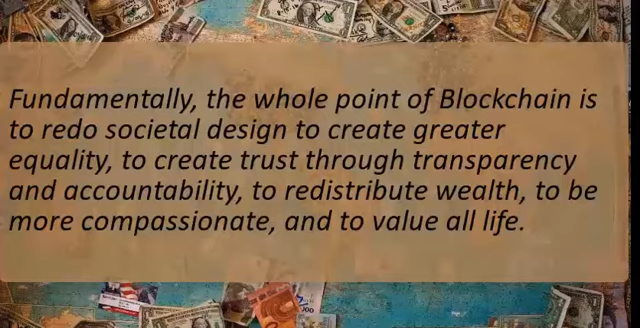 Fundamentally, the whole point of Blockchain is
to redo societal design to create greater
equality, to create trust through transparency
and accountability, to redistribute wealth, to be
more compassionate, and to value all life.